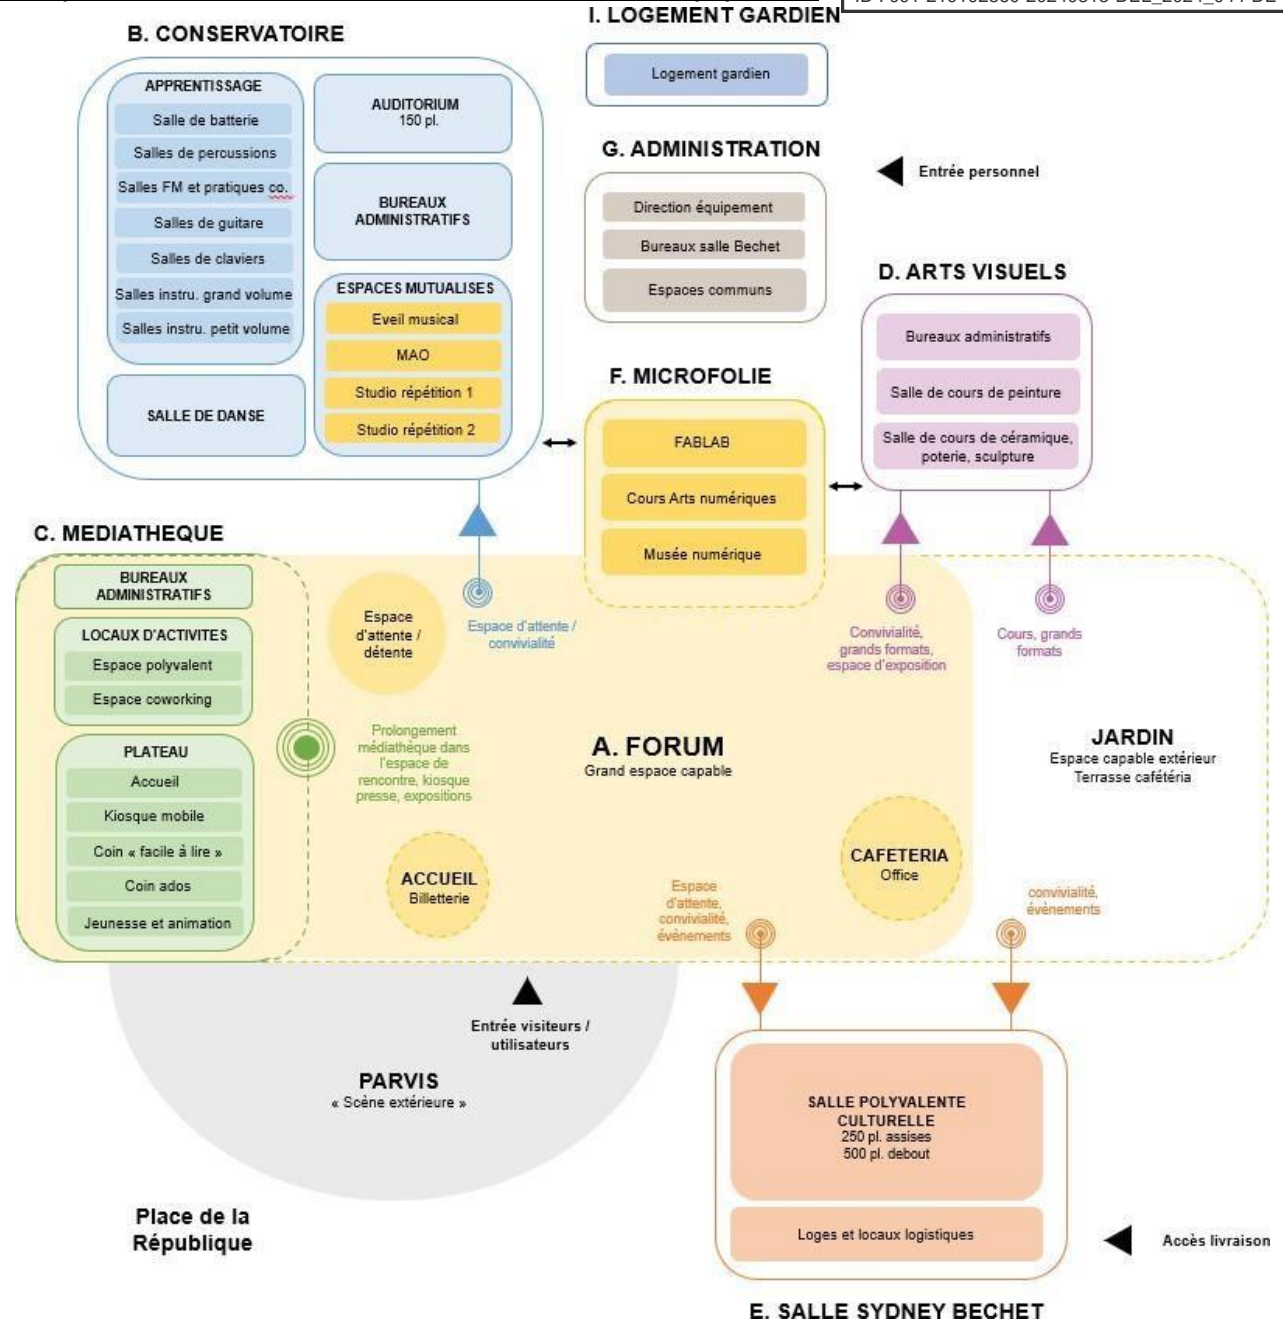 I. LOGEMENT GARDIEN
Logement gardien
B. CONSERVATOIRE
APPRENTISSAGE
Salle de batterie
Salles de percussions
Salles FM et pratiques co.
Salles de guitare
Salles de claviers
Salles instru. grand volume
Salles instru. petit volume
AUDITORIUM
150 pl.
BUREAUX
ADMINISTRATIFS
ESPACES MUTUALISES
Eveil musical
MAO
Studio répétition 1
Studio répétition 2
SALLE DE DANSE
G. ADMINISTRATION
Direction équipement
Bureaux salle Bechet
Espaces communs
Entrée personnel
D. ARTS VISUELS
Bureaux administratifs
Salle de cours de peinture
Salle de cours de céramique,
poterie, sculpture
F. MICROFOLIE
FABLAB
Cours Arts numériques
Musée numérique
C. MEDIATHEQUE
BUREAUX
ADMINISTRATIFS
LOCAUX D'ACTIVITES
Espace polyvalent
Espace coworking
PLATEAU
Accueil
Kiosque mobile
Coin « facile à lire »
Coin ados
Jeunesse et animation
Espace
d'attente /
détente
Espace d'attente /
convivialité
Convivialité,
grands formats,
espace d'exposition
Cours, grands
formats
Prolongement
médiathèque dans
l'espace de
rencontre, kiosque
presse, expositions
A. FORUM
Grand espace capable
JARDIN
Espace capable extérieur
Terrasse cafétéria
ACCUEIL
Billetterie
CAFETERIA
Office
Espace
d'attente,
convivialité,
évènements
convivialité,
évènements
Entrée visiteurs /
utilisateurs
PARVIS
« Scène extérieure »
Place de la
République
SALLE POLYVALENTE
CULTURELLE
250 pl. assises
500 pl. debout
Loges et locaux logistiques
Accès livraison
E. SALLE SYDNEY BECHET